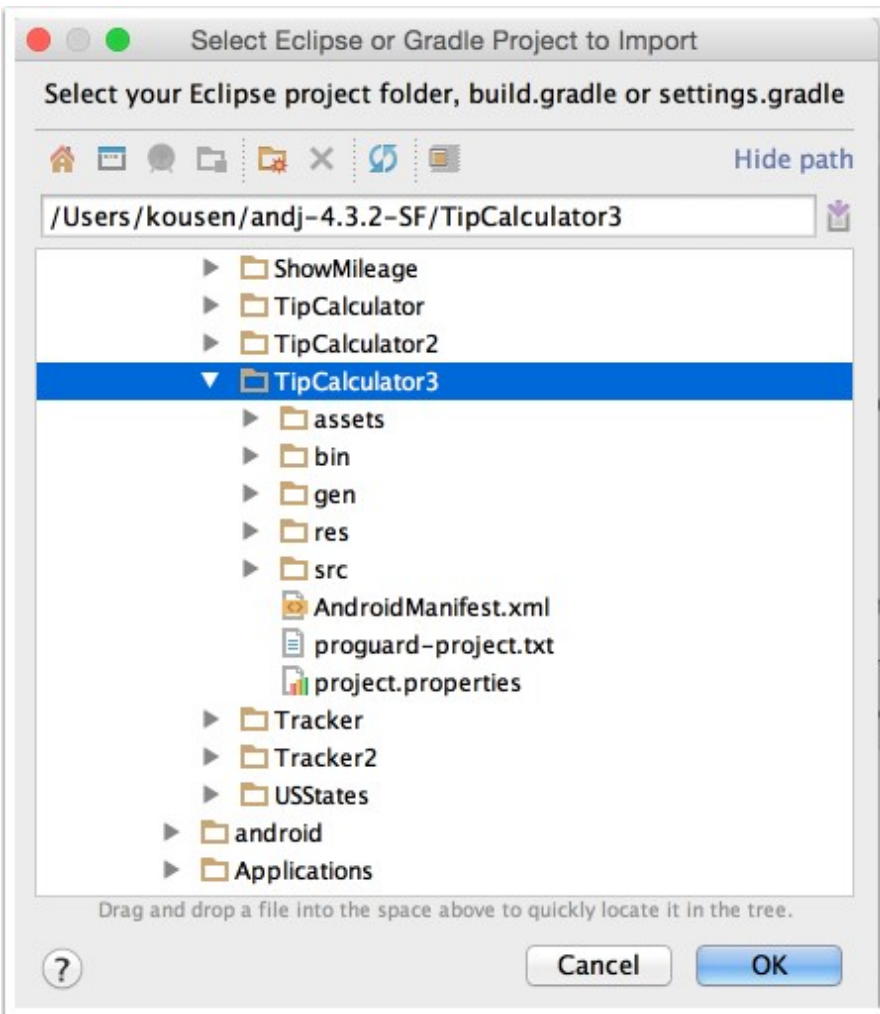 Select Eclipse or Gradle Project to Import
Select your Eclipse project folder, build.gradle or settings.gradle
Hide path
/Users/kousen/andj-4.3.2-SF/TipCalculator3
ShowMileage
TipCalculator
TipCalculator2
TipCalculator3
assets
bin
gen
res
src
AndroidManifest.xml
proguard-project.txt
project.properties
Tracker
Tracker2
USStates
android
Applications
Drag and drop a file into the space above to quickly locate it in the tree.
? Cancel OK